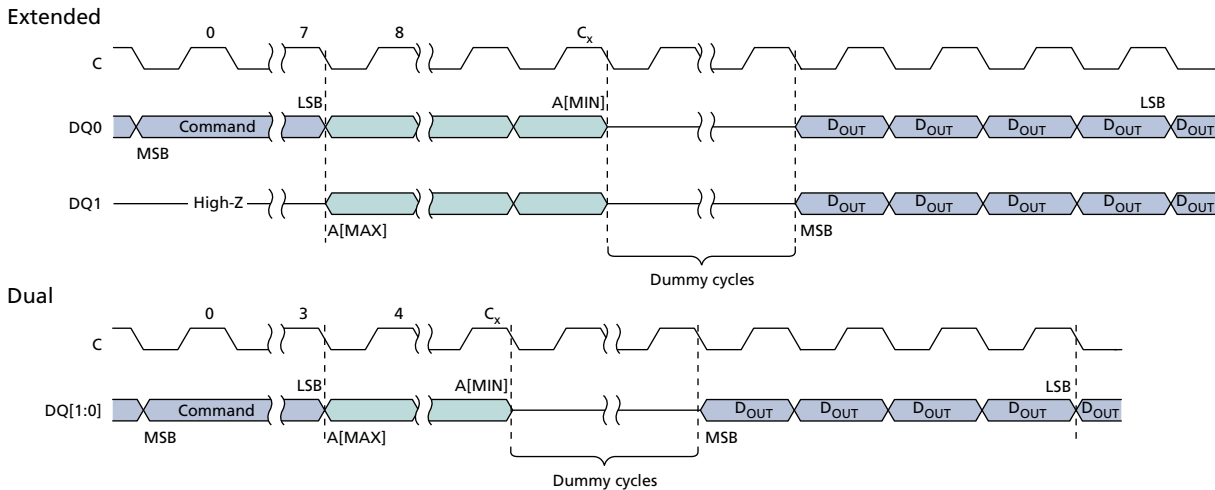 Extended
0 7 8 Cx
C
LSB A[MIN] LSB
DQ0 Command DOUT DOUT DOUT DOUT DOUT
MSB
DQ1 High-Z DOUT DOUT DOUT DOUT DOUT
A[MAX] MSB
Dummy cycles
Dual
0 3 4 Cx
C
LSB A[MIN] LSB
DQ[1:0] Command DOUT DOUT DOUT DOUT DOUT
MSB A[MAX] MSB
Dummy cycles